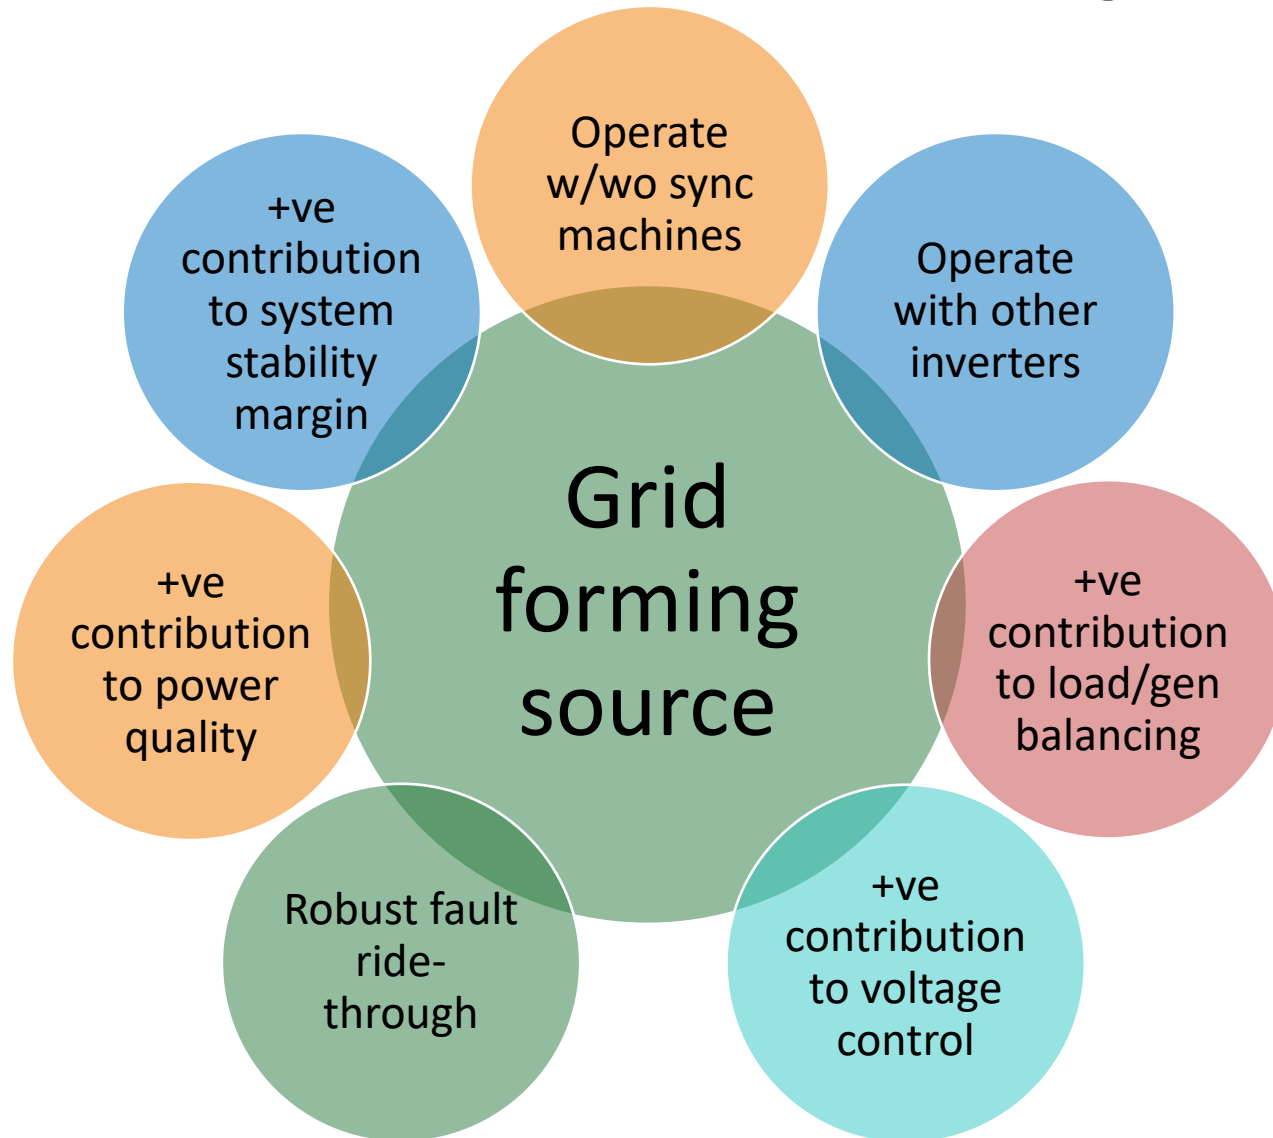 Operate
w/wo sync
machines
Operate
with other
inverters
+ve
contribution
to load/gen
balancing
+ve
contribution
to voltage
control
Robust fault
ride-
through
+ve
contribution
to power
quality
+ve
contribution
to system
stability
margin
Grid
forming
source